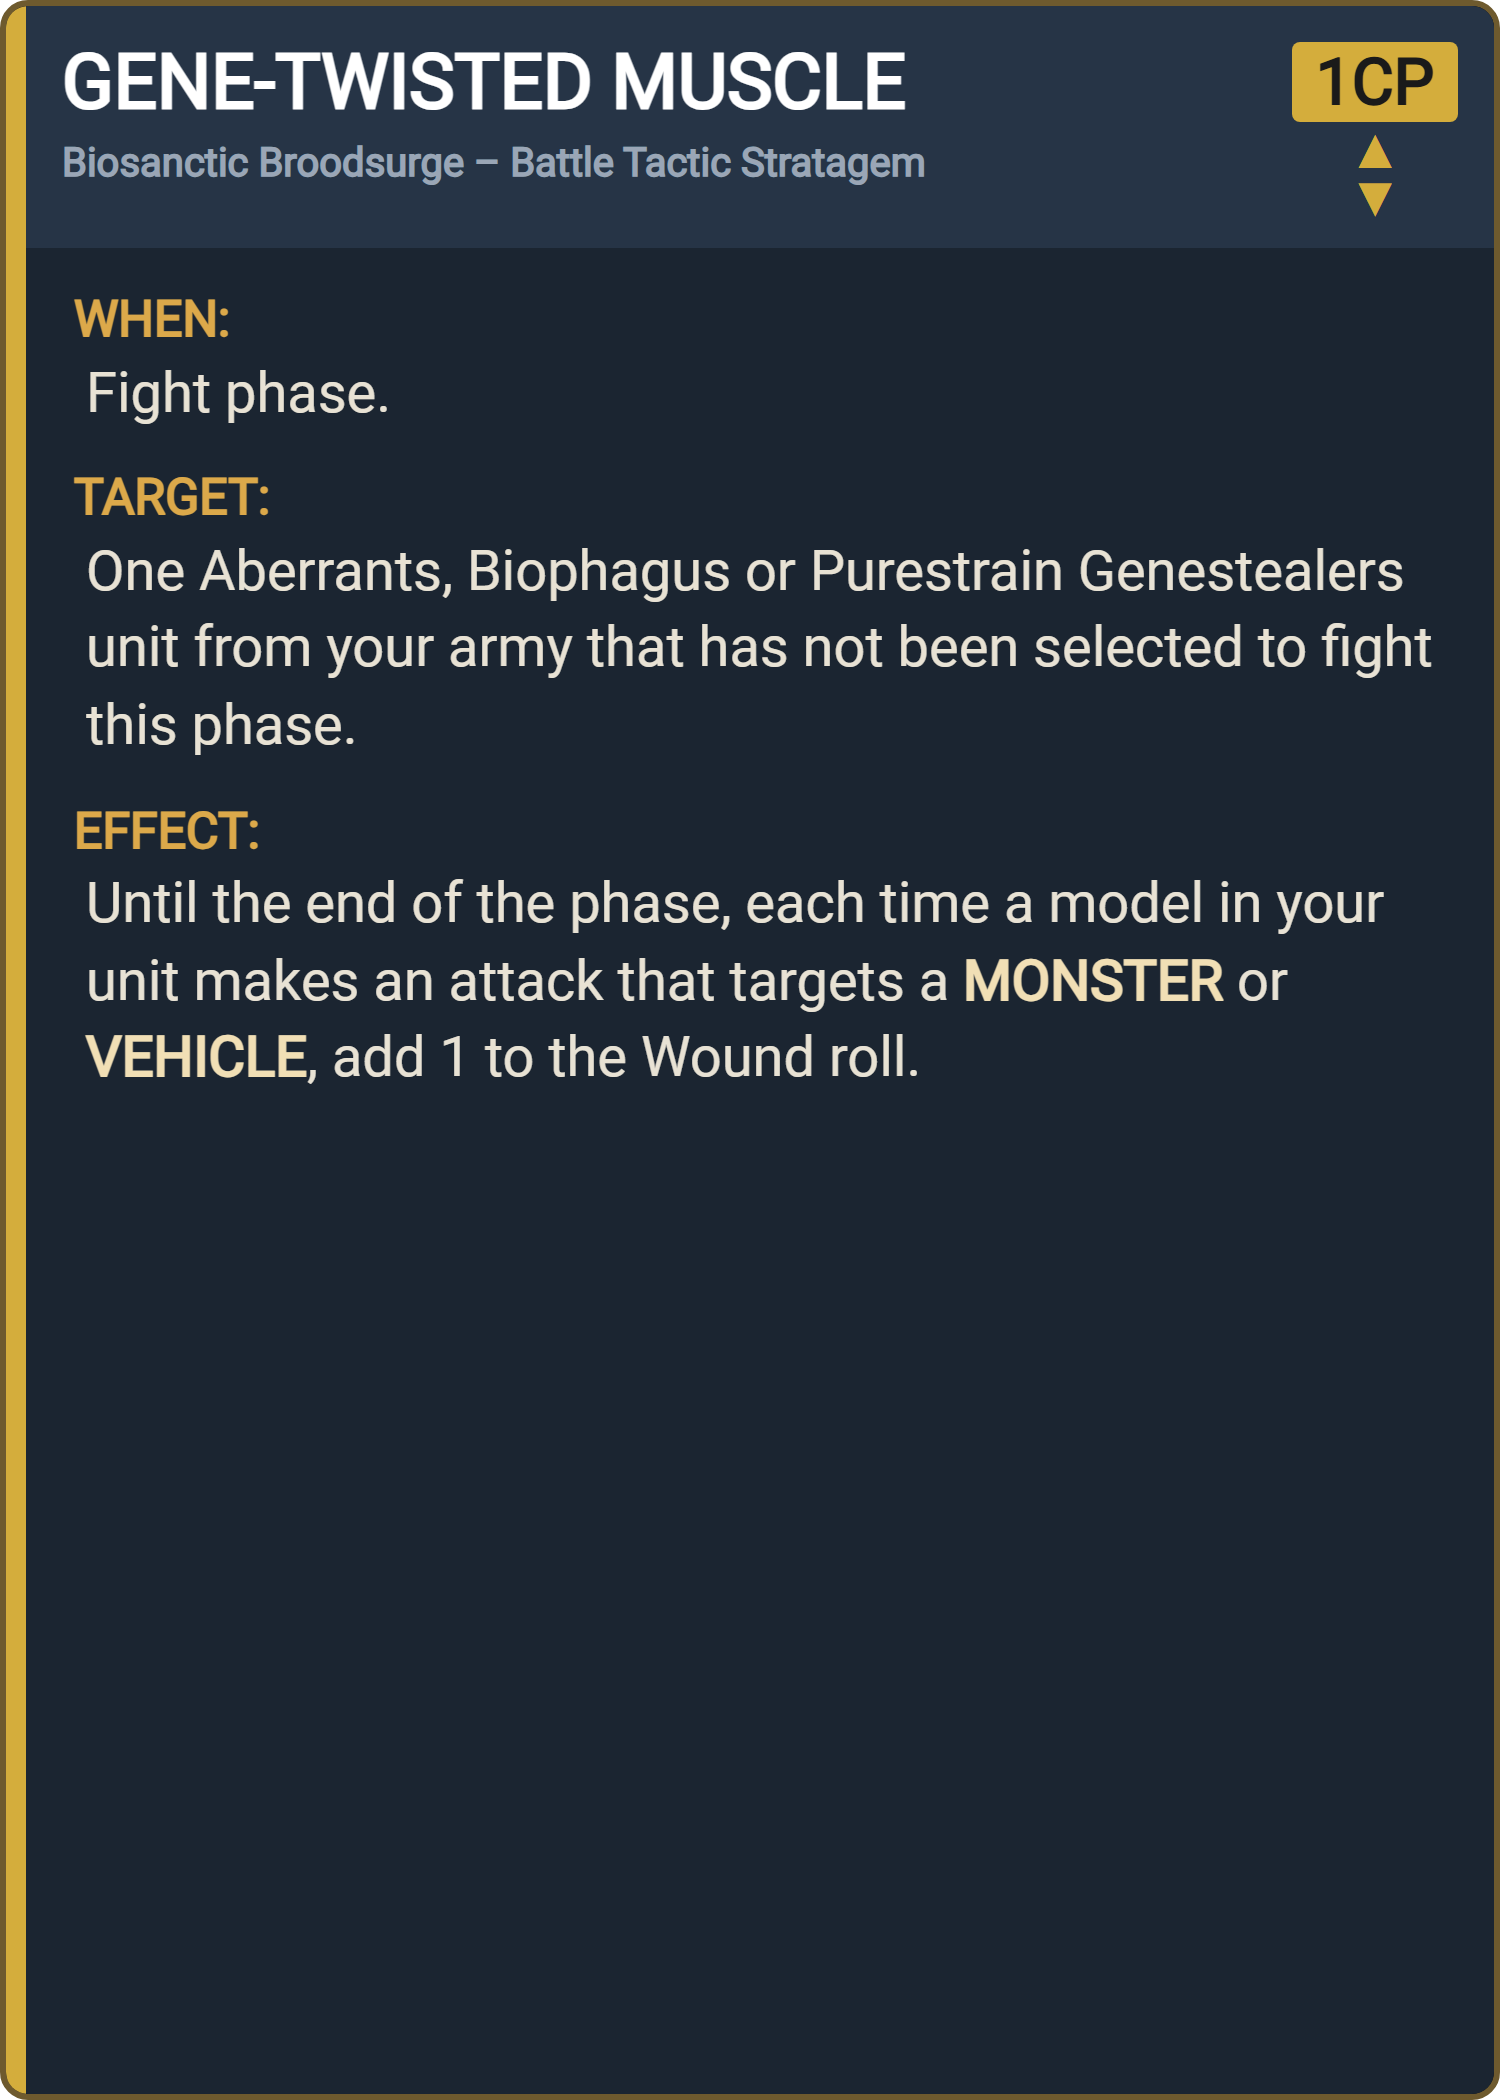 GENE-TWISTED MUSCLE
1CP
Biosanctic Broodsurge – Battle Tactic Stratagem
▲
▼
WHEN:
Fight phase.
TARGET:
One Aberrants, Biophagus or Purestrain Genestealers
unit from your army that has not been selected to fight
this phase.
EFFECT:
Until the end of the phase, each time a model in your
unit makes an attack that targets a MONSTER or
VEHICLE, add 1 to the Wound roll.